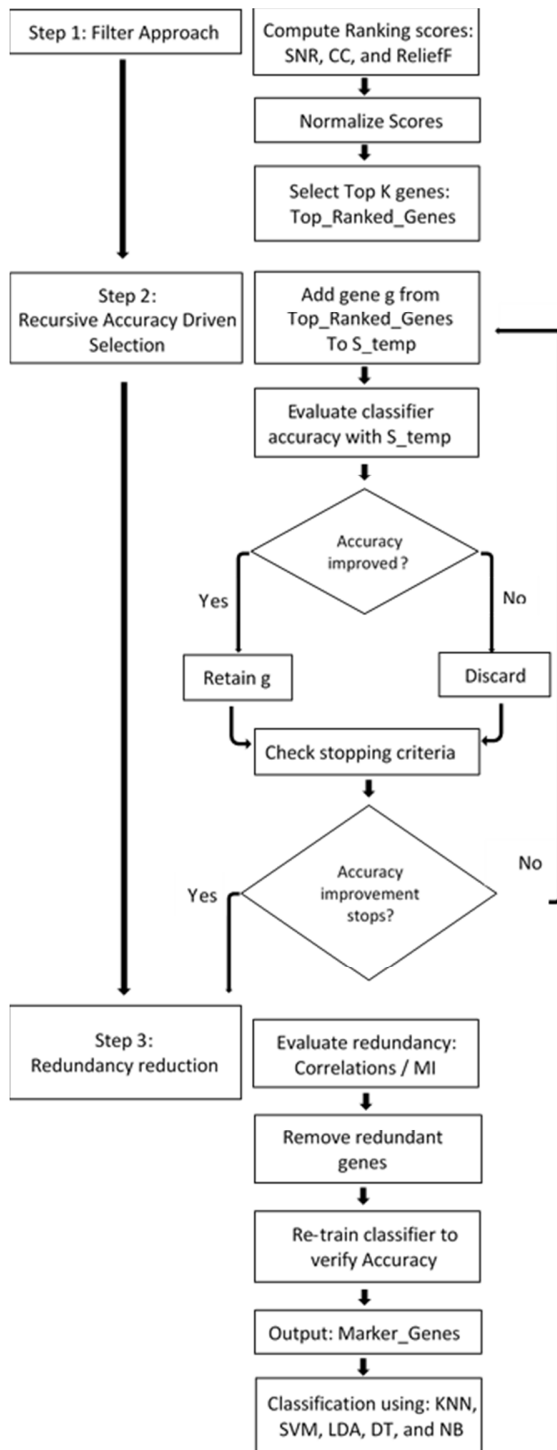 Step 1: Filter Approach
Compute Ranking scores:
SNR, CC, and ReliefF
Normalize Scores
Select Top K genes:
Top_Ranked_Genes
Step 2:
Recursive Accuracy Driven
Selection
Add gene g from
Top_Ranked_Genes
To S_temp
Evaluate classifier
accuracy with S_temp
Accuracy
improved ?
Yes
No
Retain g
Discard
Check stopping criteria
Accuracy
improvement
stops?
Yes
No
Step 3:
Redundancy reduction
Evaluate redundancy:
Correlations / MI
Remove redundant
genes
Re-train classifier to
verify Accuracy
Output: Marker_Genes
Classification using: KNN,
SVM, LDA, DT, and NB